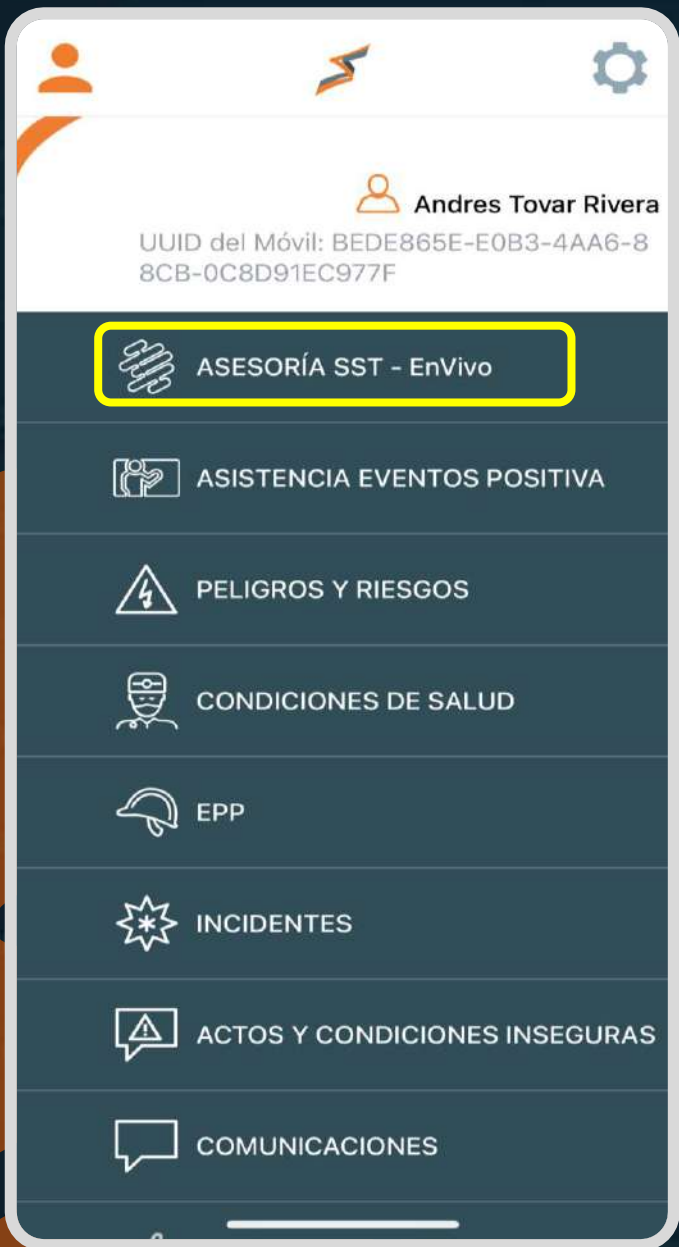 Andres Tovar Rivera
UUID del Móvil: BEDE865E-E0B3-4AA6-8
8CB-0C8D91EC977F
ASESORÍA SST - EnVivo
ASISTENCIA EVENTOS POSITIVA
PELIGROS Y RIESGOS
CONDICIONES DE SALUD
EPP
INCIDENTES
ACTOS Y CONDICIONES INSEGURAS
COMUNICACIONES